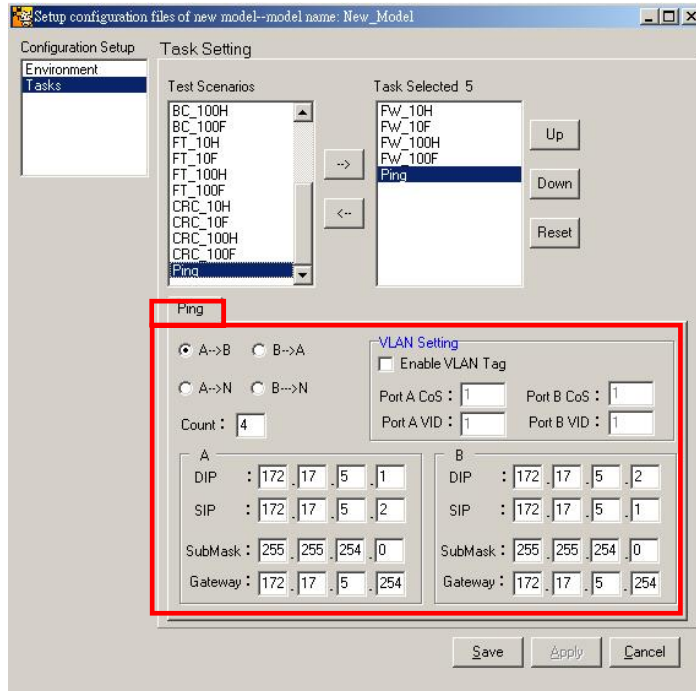 Setup configuration files of new model--model name: New_Model
Configuration Setup
Environment
Tasks
Task Setting
Test Scenarios
BC_100H
BC_100F
FT_10H
FT_10F
FT_100H
FT_100F
CRC_10H
CRC_10F
CRC_100H
CRC_100F
Ping
-->
<--
Task Selected 5
FW_10H
FW_10F
FW_100H
FW_100F
Ping
Up
Down
Reset
Ping
A-->B B-->A
A-->N B--->N
Count : 4
VLAN Setting
Enable VLAN Tag
Port A CoS : 1 Port B CoS : 1
Port A VID : 1 Port B VID : 1
A
DIP : 172 . 17 . 5 . 1
SIP : 172 . 17 . 5 . 2
SubMask : 255 . 255 . 254 . 0
Gateway : 172 . 17 . 5 . 254
B
DIP : 172 . 17 . 5 . 2
SIP : 172 . 17 . 5 . 1
SubMask : 255 . 255 . 254 . 0
Gateway : 172 . 17 . 5 . 254
Save Apply Cancel